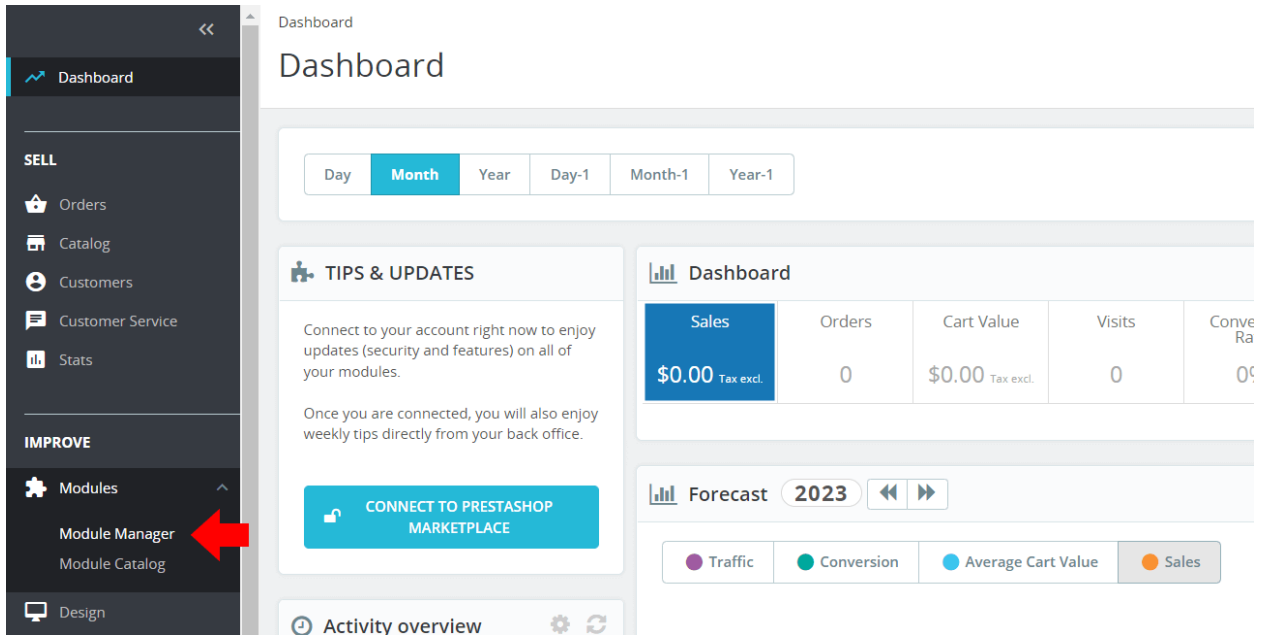 Dashboard
SELL
Orders
Catalog
Customers
Customer Service
Stats
IMPROVE
Modules
Module Manager
Module Catalog
Design
Dashboard
Dashboard
Day Month Year Day-1 Month-1 Year-1
TIPS & UPDATES
Connect to your account right now to enjoy
updates (security and features) on all of
your modules.
Once you are connected, you will also enjoy
weekly tips directly from your back office.
CONNECT TO PRESTASHOP
MARKETPLACE
Activity overview
Dashboard
Sales Orders Cart Value Visits Conve
Ra
$0.00 Tax excl. 0 $0.00 Tax excl. 0 0%
Forecast 2023
Traffic Conversion Average Cart Value Sales